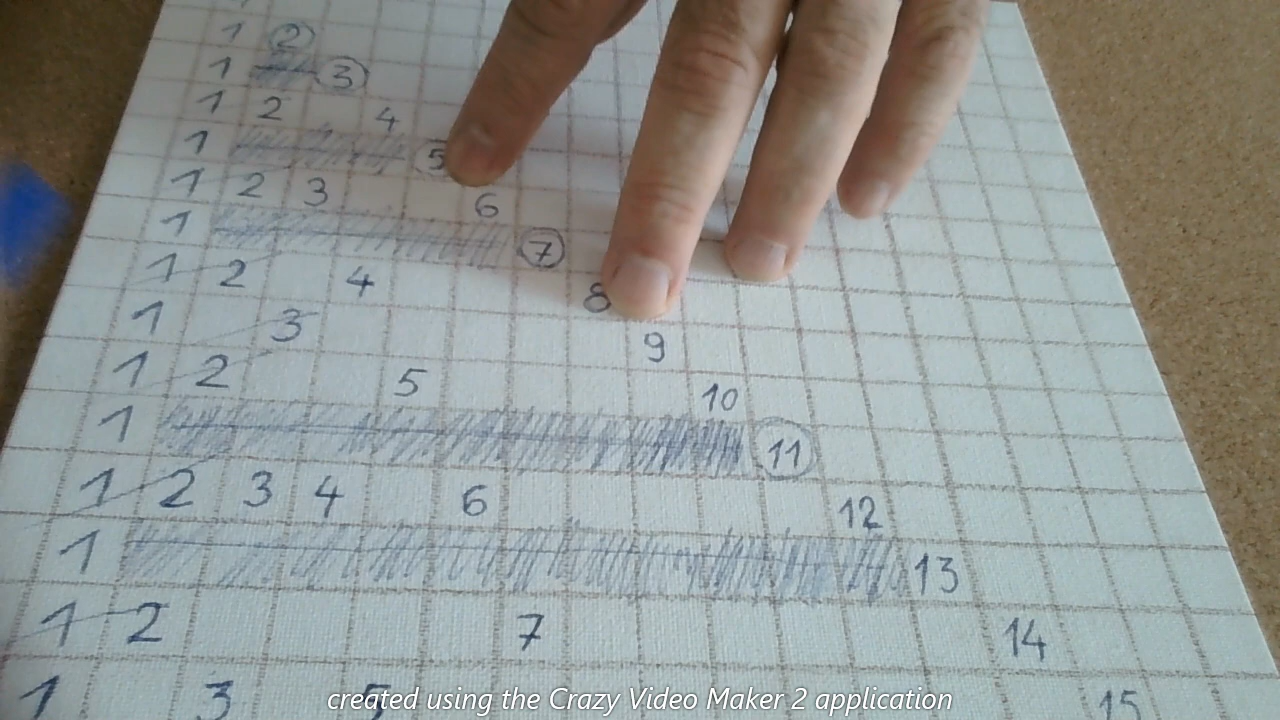 1 2
1 3
1 2 4
1 5
1 2 3 6
1 7
1 2 4 8
1 3 9
1 2 5 10
1 11
1 2 3 4 6 12
1 13
1 2 7 14
1 3 5 15
created using the Crazy Video Maker 2 application